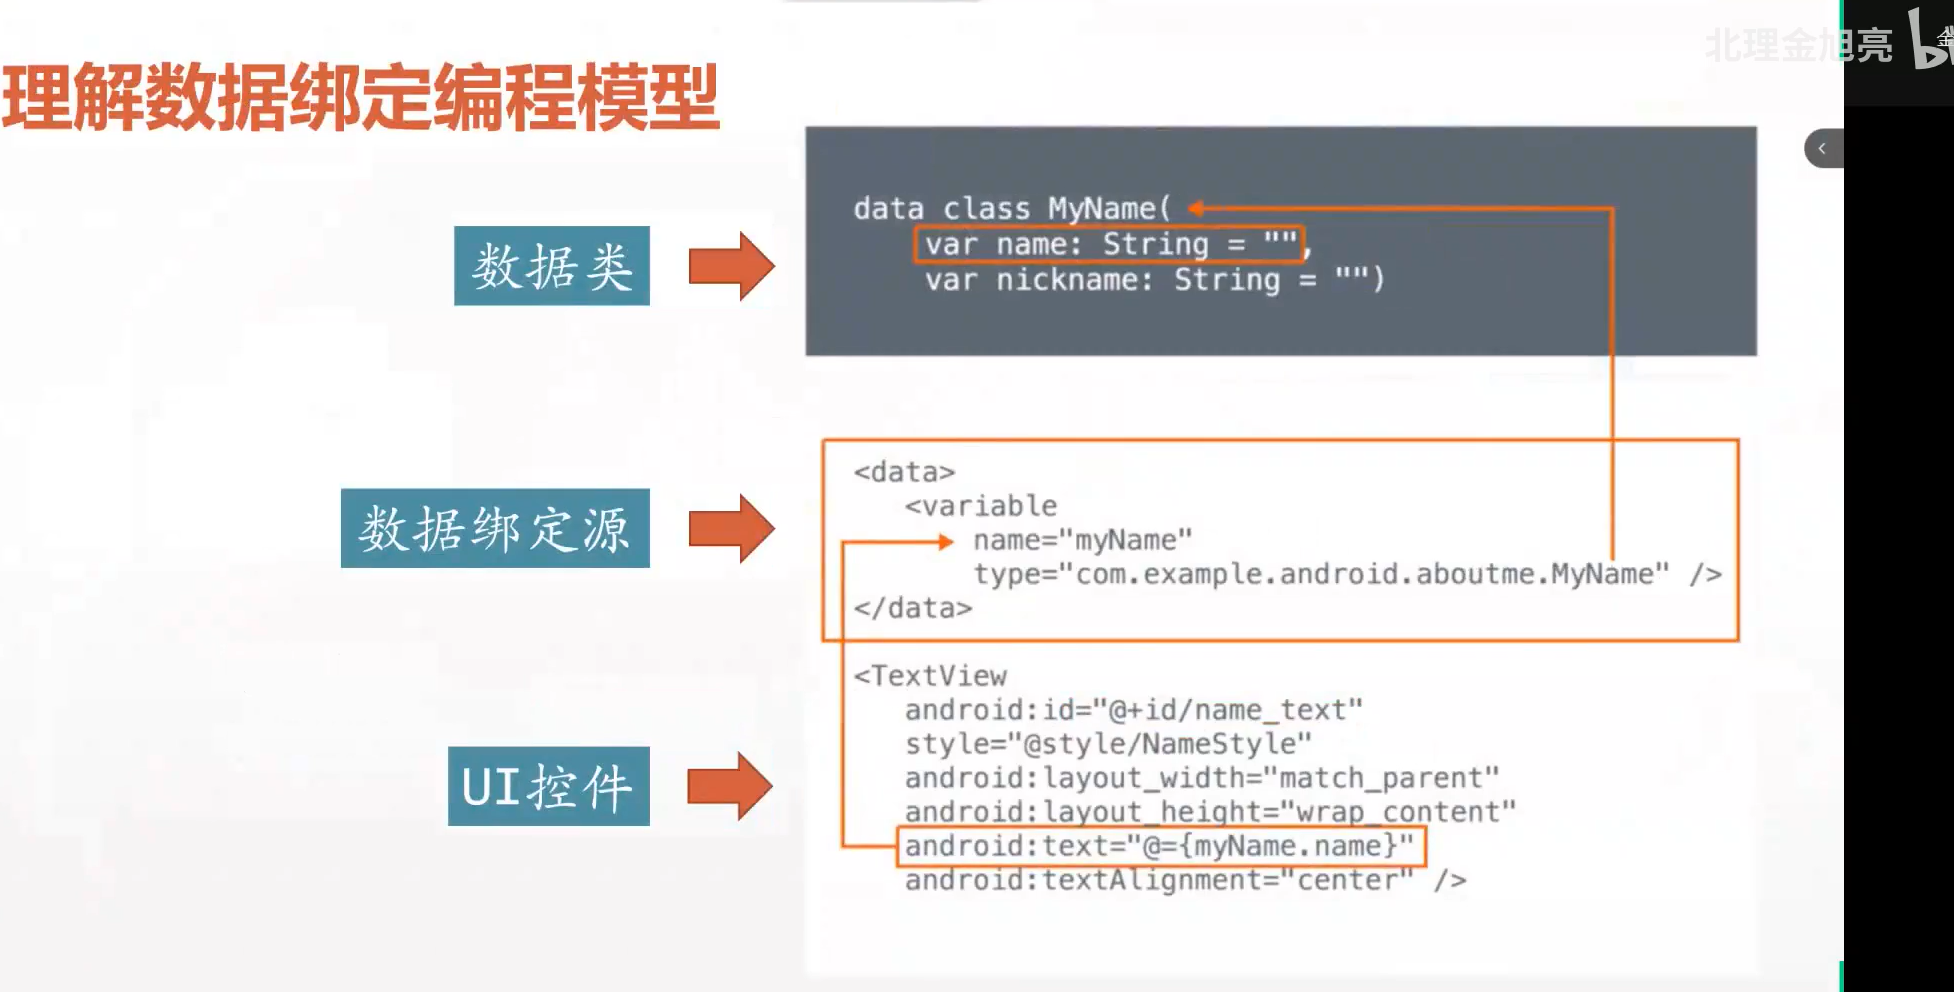 北理金旭亮
理解数据绑定编程模型
数据类
data class MyName(
var name: String = "",
var nickname: String = "")
数据绑定源
<data>
<variable
name="myName"
type="com.example.android.aboutme.MyName" />
</data>
UI控件
<TextView
android:id="@+id/name_text"
style="@style/NameStyle"
android:layout_width="match_parent"
android:layout_height="wrap_content"
android:text="@={myName.name}"
android:textAlignment="center" />